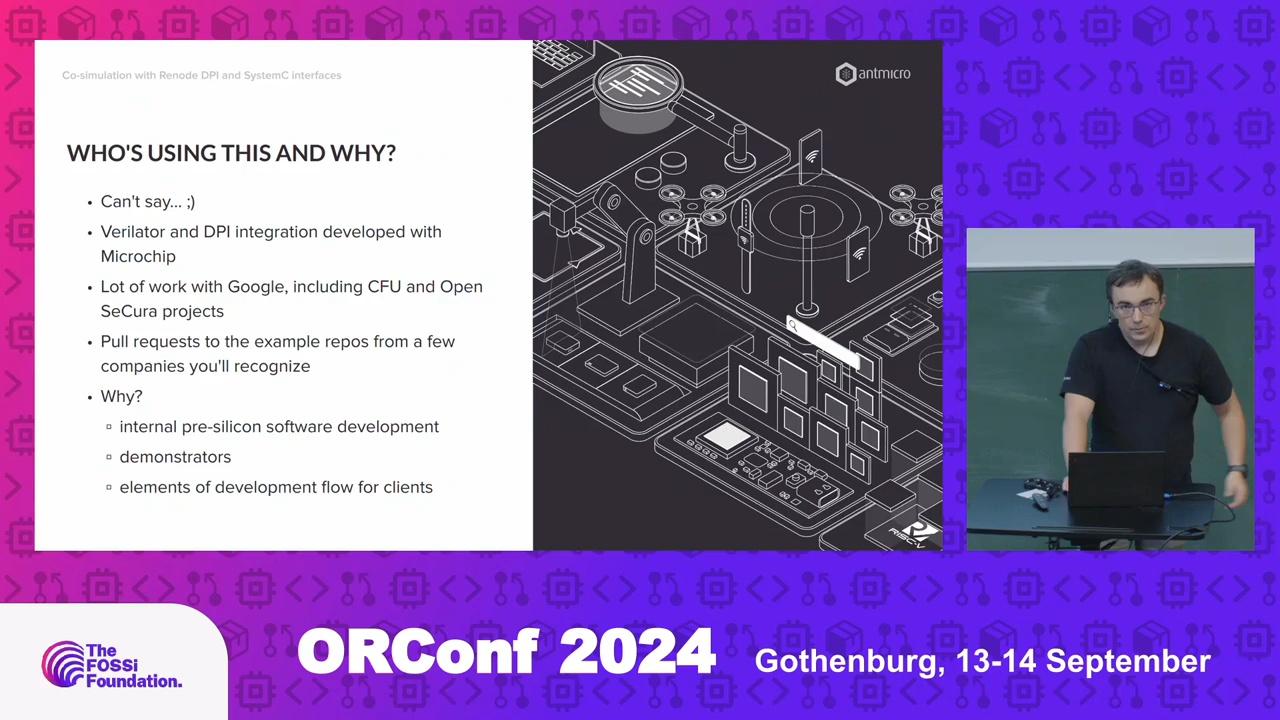 Co-simulation with Renode DPI and SystemC interfaces
antmicro
WHO'S USING THIS AND WHY?
• Can't say... ;)
• Verilator and DPI integration developed with
Microchip
• Lot of work with Google, including CFU and Open
SeCura projects
• Pull requests to the example repos from a few
companies you'll recognize
• Why?
▫ internal pre-silicon software development
▫ demonstrators
▫ elements of development flow for clients
RISC-V
The
FOSSi
Foundation.
ORConf 2024
Gothenburg, 13-14 September